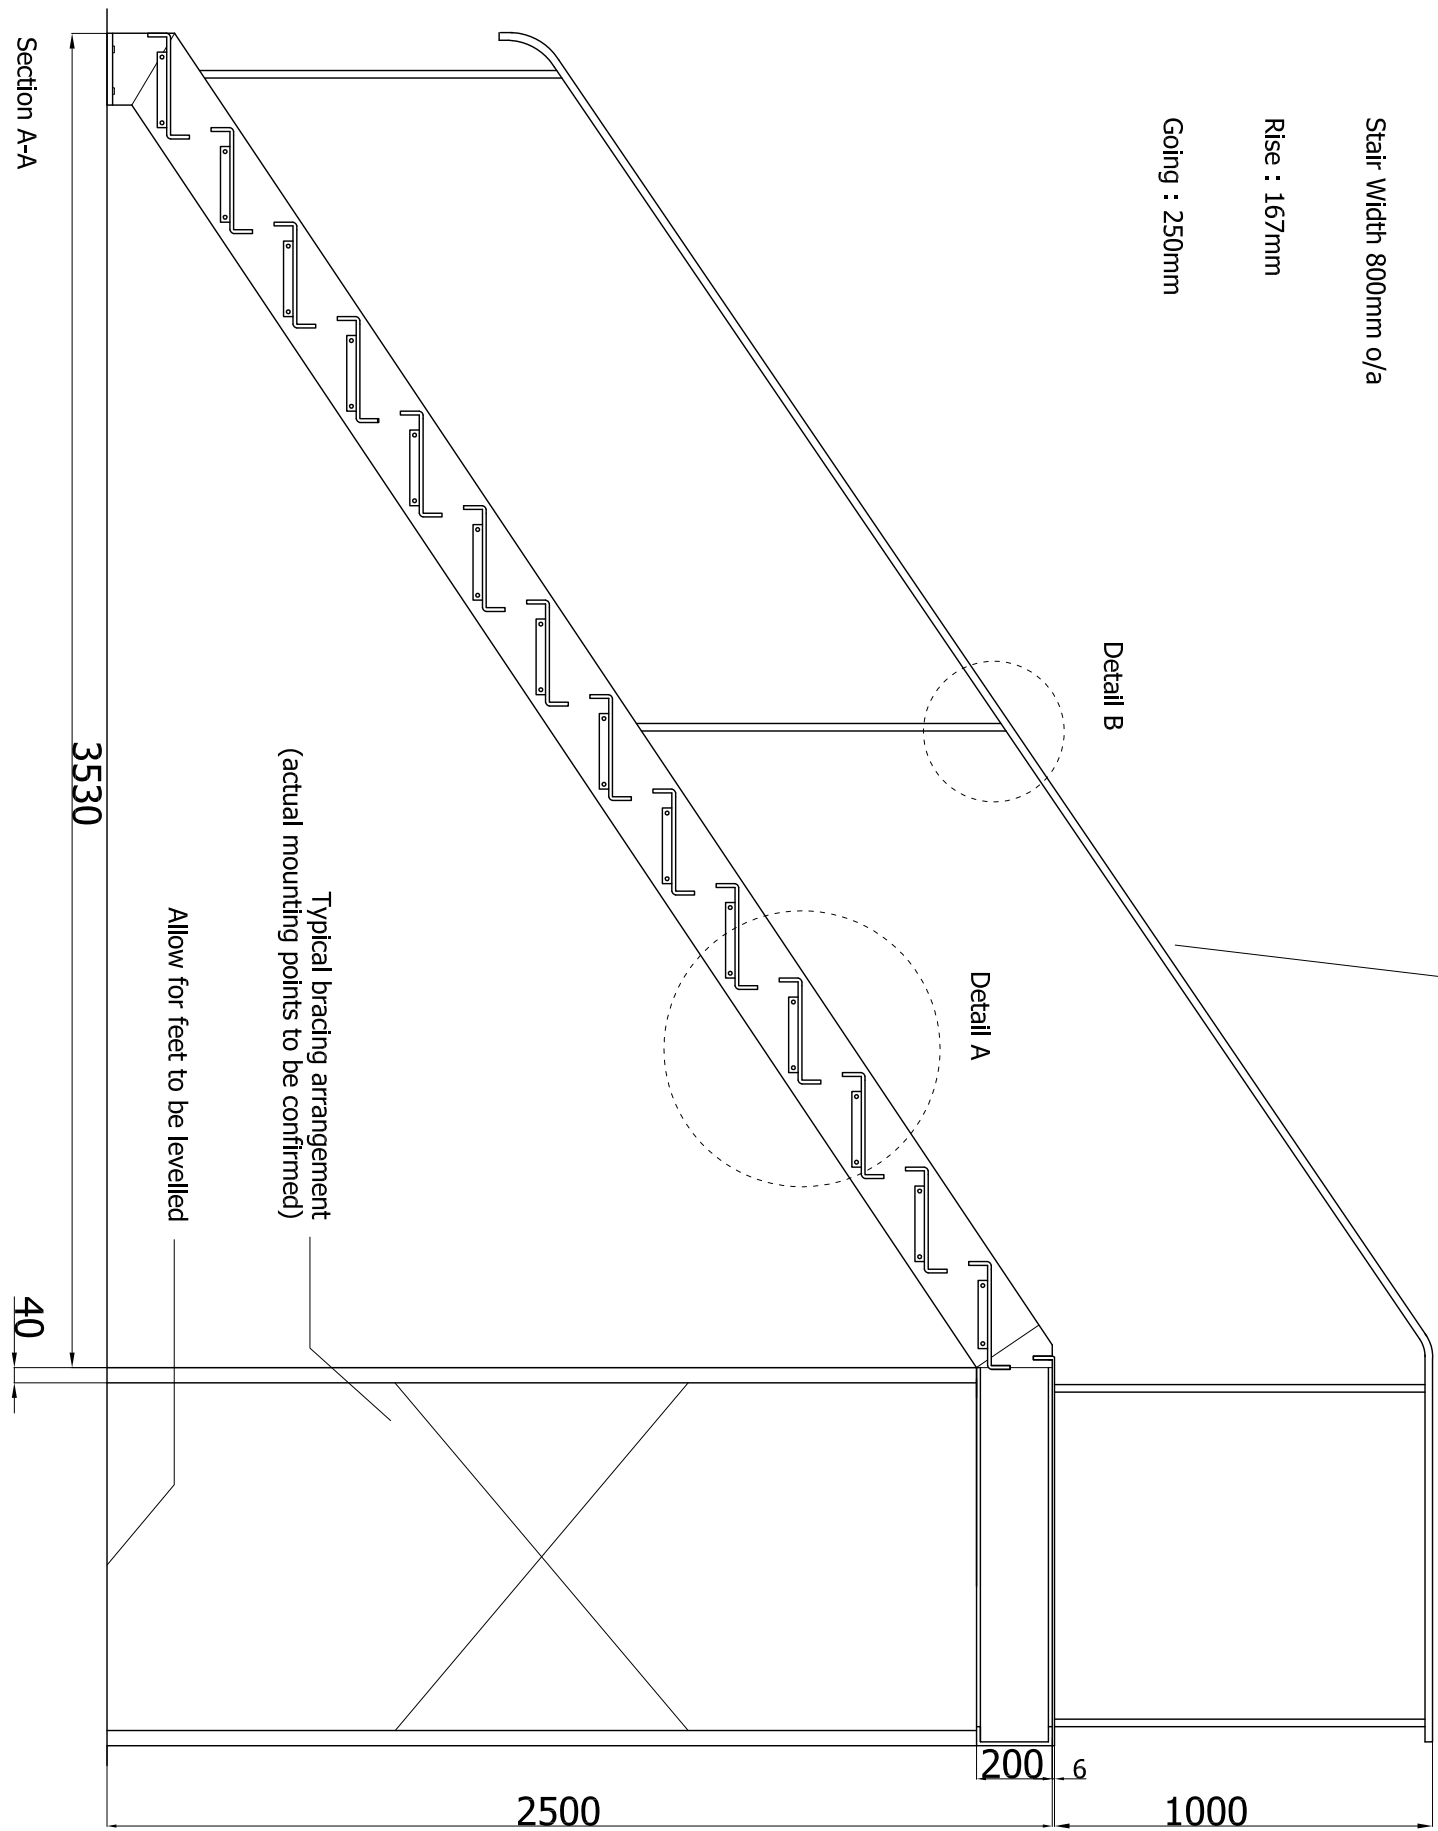 Stair Width 800mm o/a
Rise : 167mm
Going : 250mm
Detail B
Detail A
1000
6
200
2500
Typical bracing arrangement
(actual mounting points to be confirmed)
Allow for feet to be levelled
3530
40
Section A-A